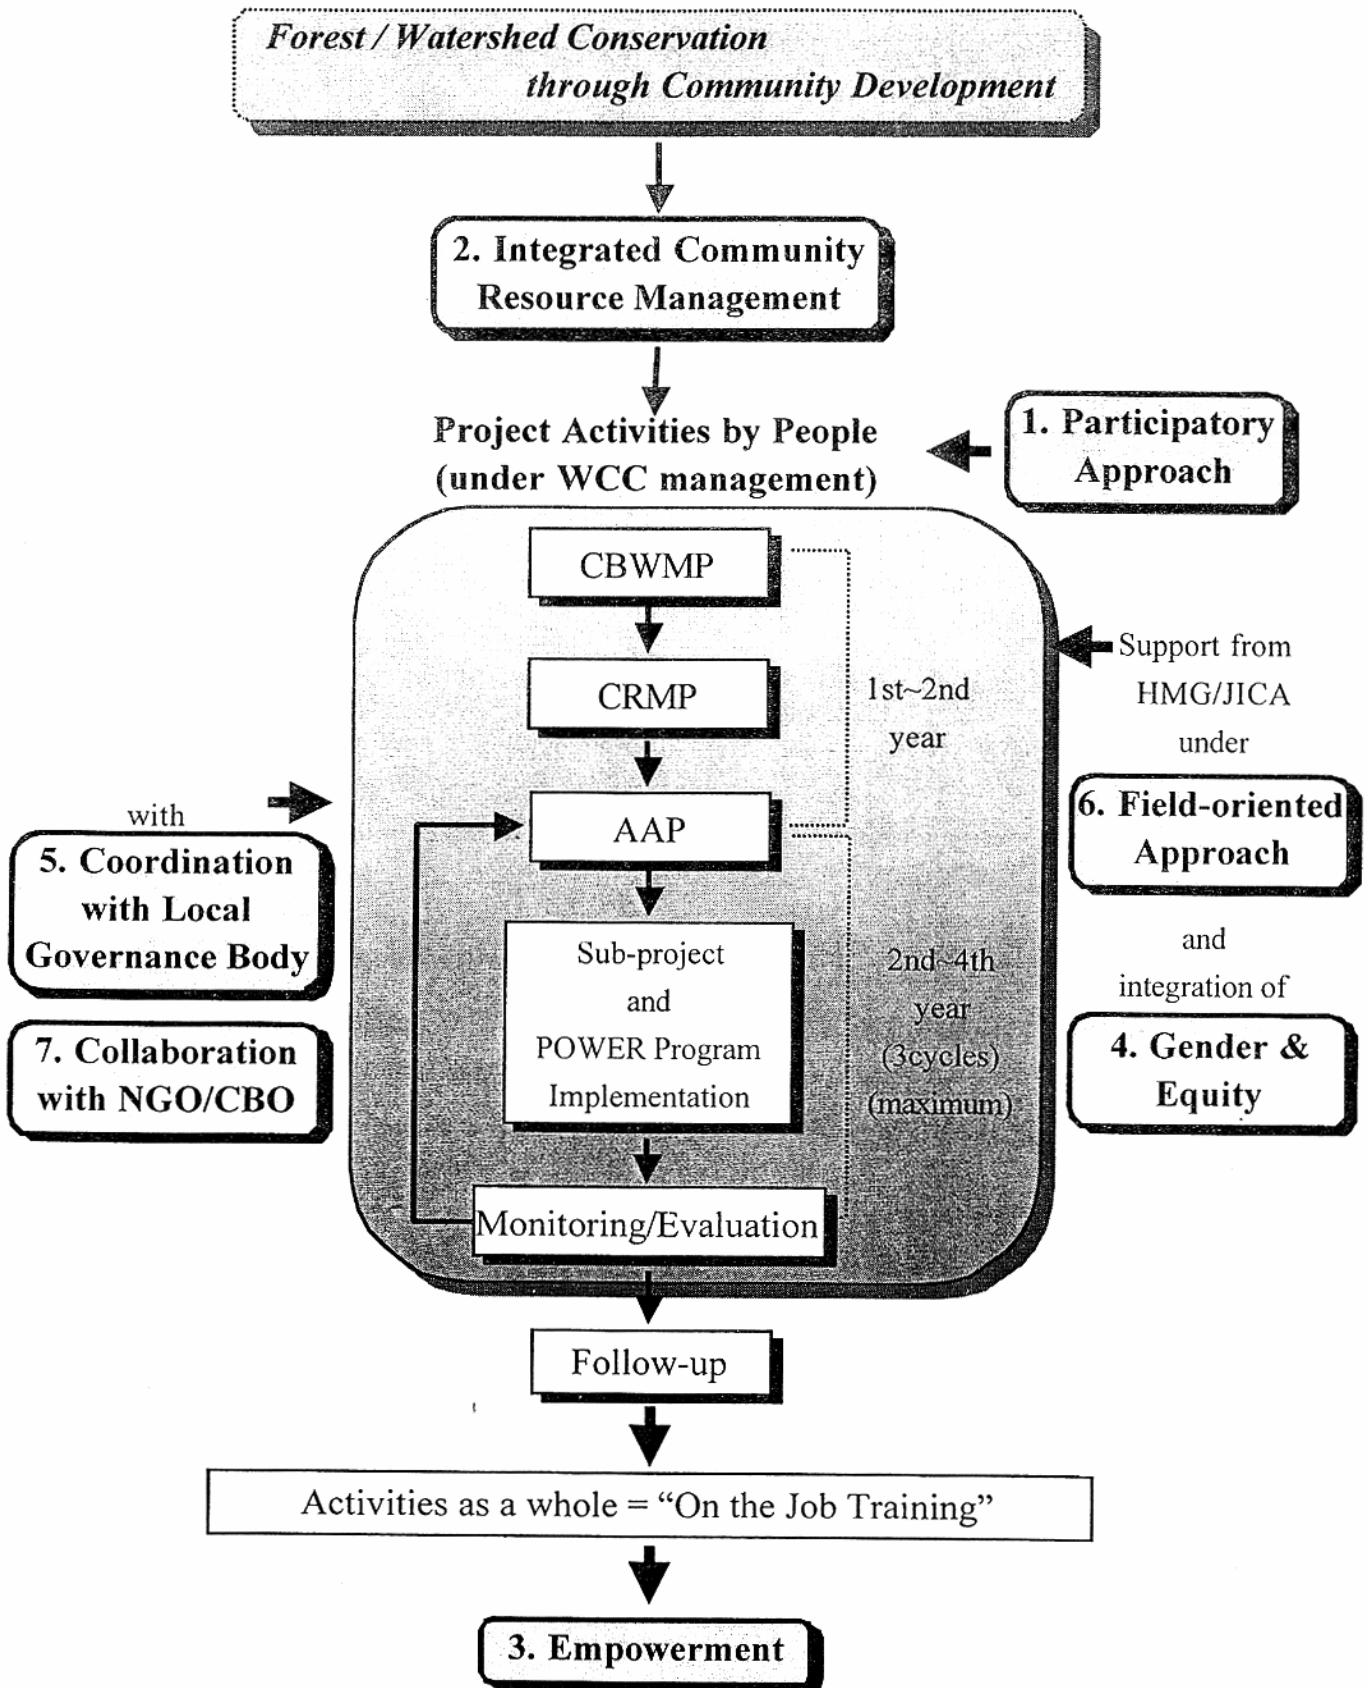 Forest / Watershed Conservation
through Community Development
2. Integrated Community
Resource Management
Project Activities by People
(under WCC management)
1. Participatory
Approach
CBWMP
CRMP
AAP
Sub-project
and
POWER Program
Implementation
Monitoring/Evaluation
1st~2nd
year
2nd~4th
year
(3cycles)
(maximum)
with
5. Coordination
with Local
Governance Body
7. Collaboration
with NGO/CBO
Support from
HMG/JICA
under
6. Field-oriented
Approach
and
integration of
4. Gender &
Equity
Follow-up
Activities as a whole = “On the Job Training”
3. Empowerment